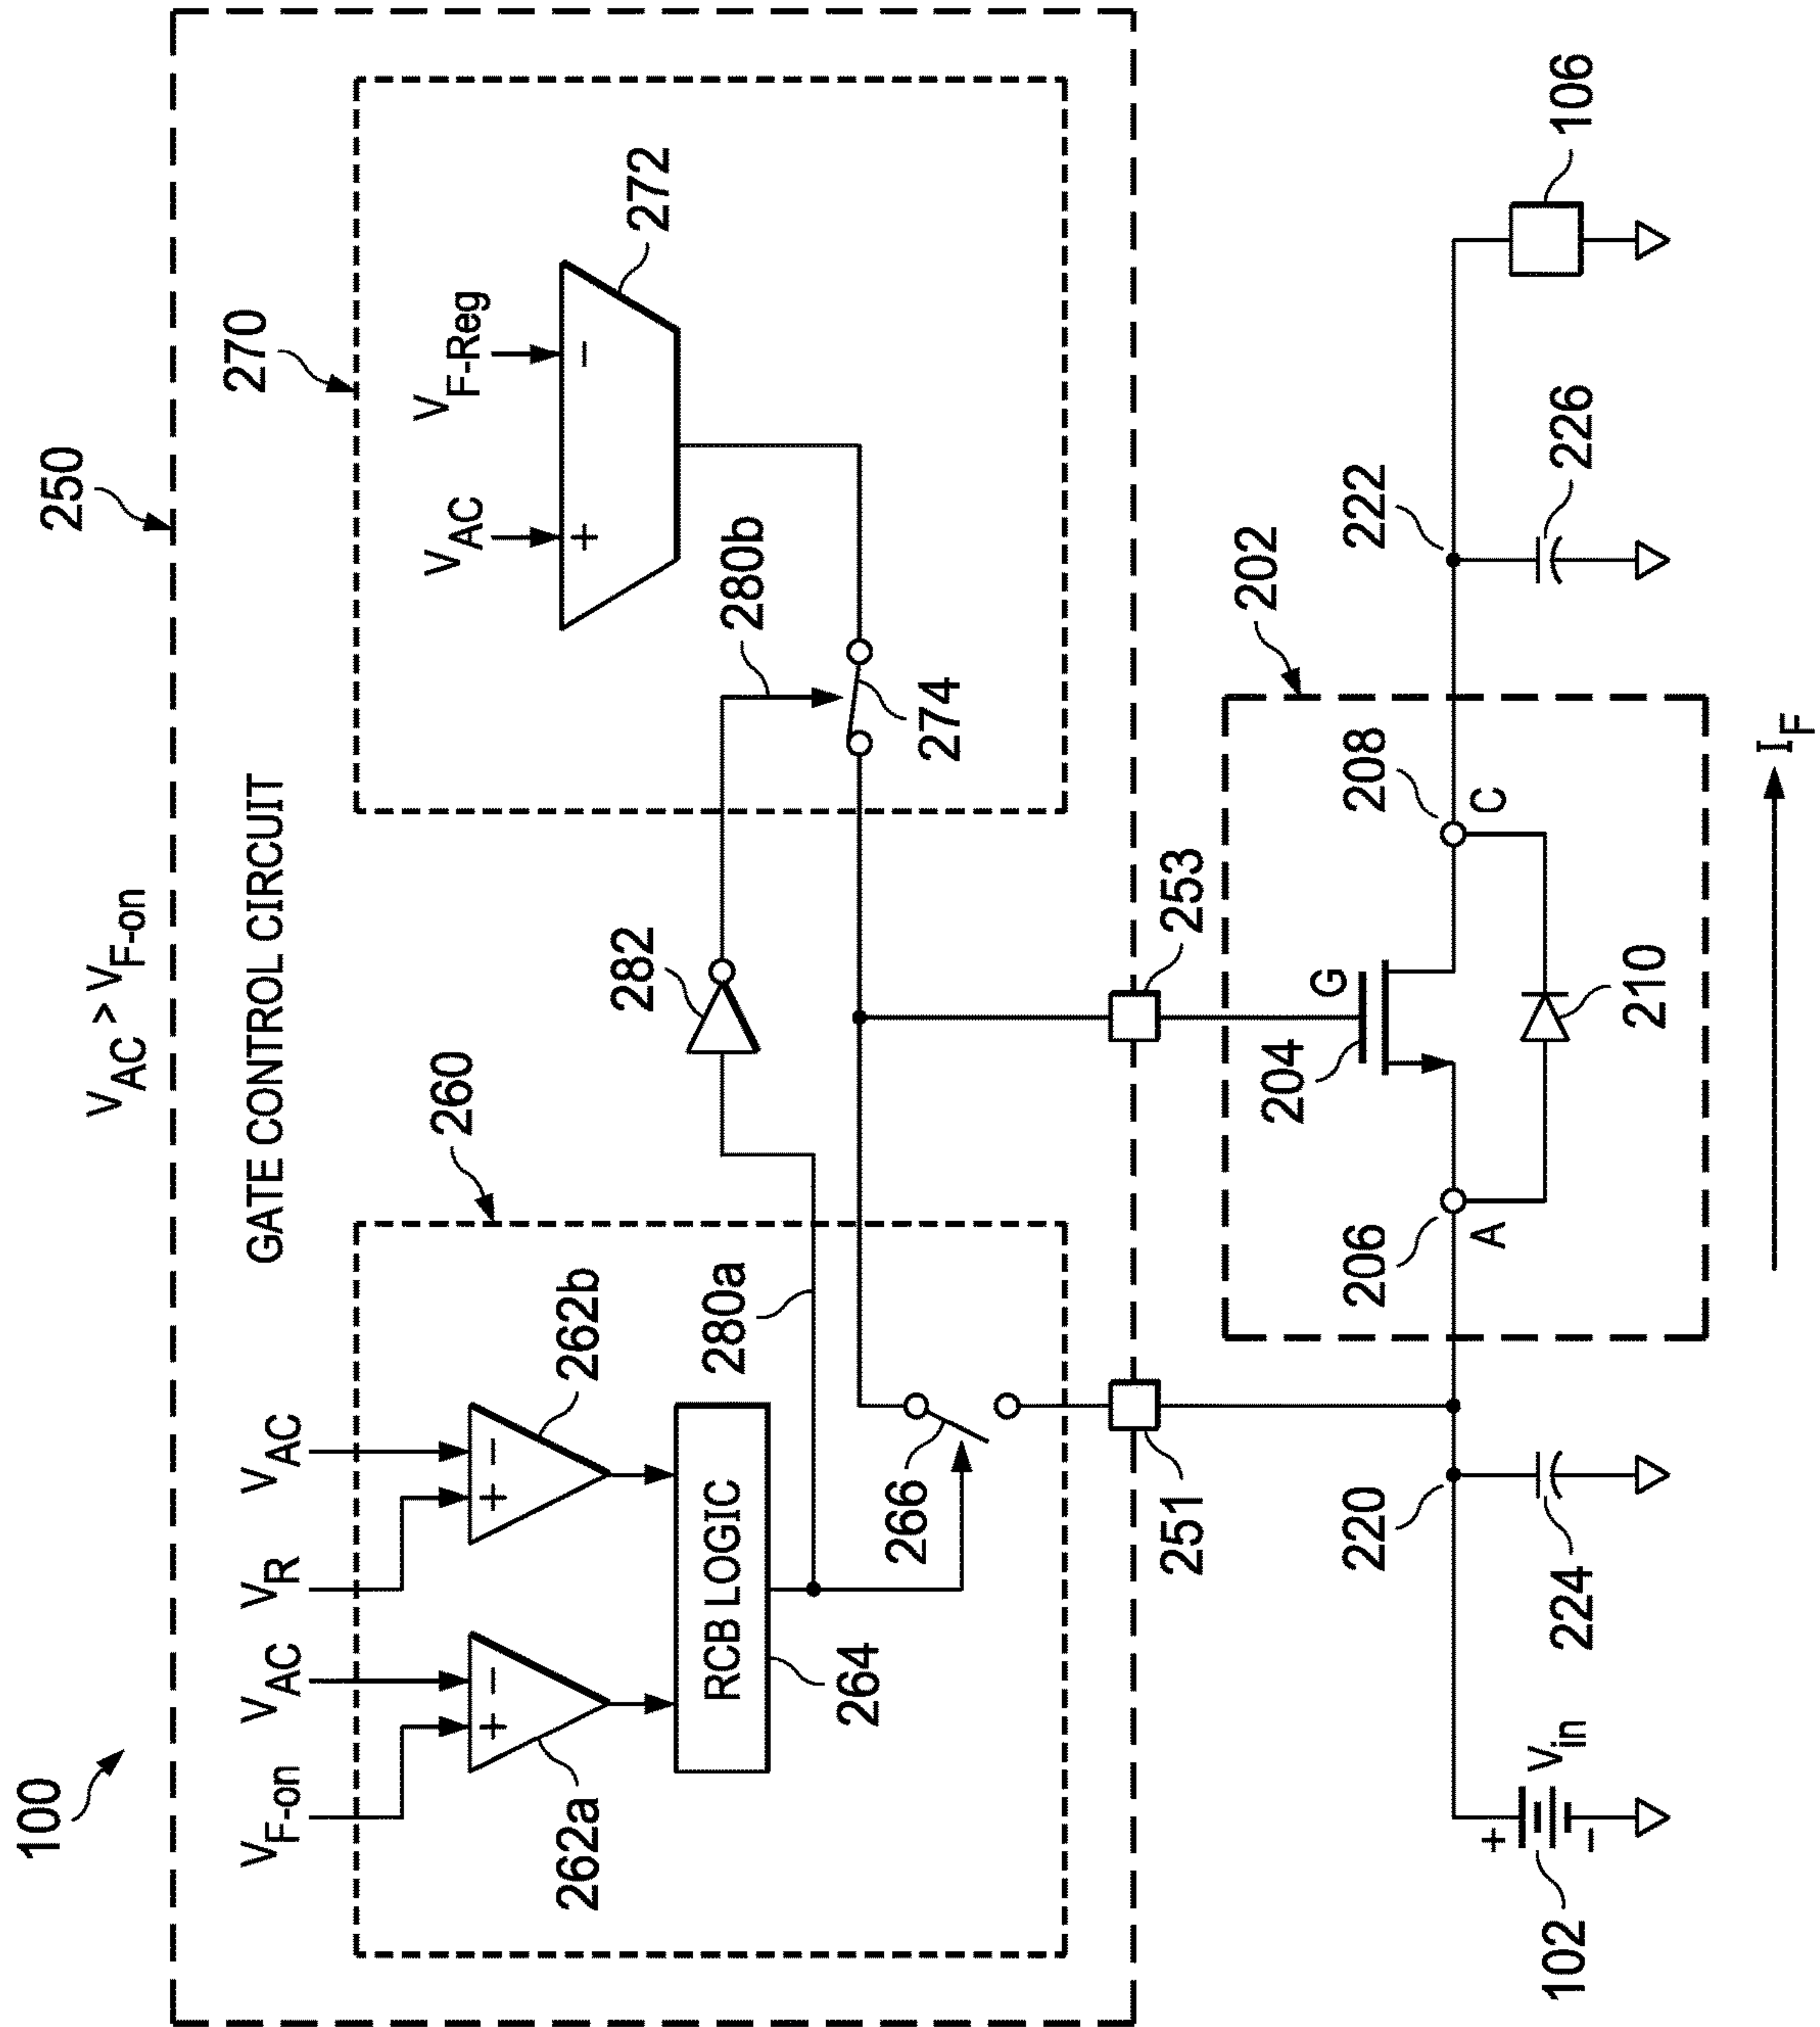 100
V_AC > V_F-on
250
GATE CONTROL CIRCUIT
260
270
V_F-on
V_AC
V_R
V_AC
+
−
+
−
262a
262b
RCB LOGIC
264
266
280a
282
280b
V_AC
V_F-Reg
+
−
272
274
251
253
202
204
G
206
A
208
C
210
220
222
224
226
102
+
−
V_in
106
I_F